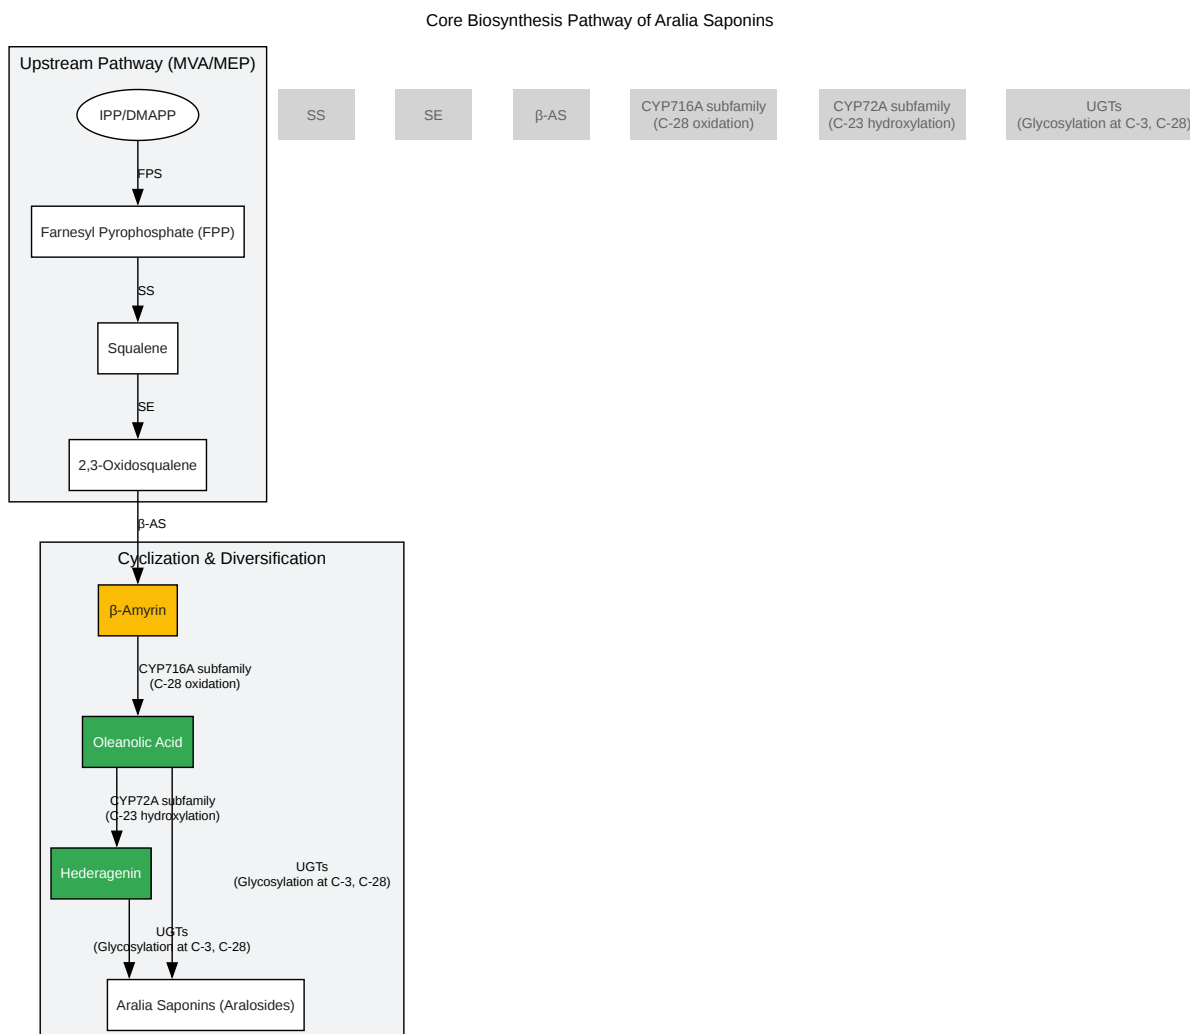 Core Biosynthesis Pathway of Aralia Saponins
Upstream Pathway (MVA/MEP)
IPP/DMAPP
SS
SE
β-AS
CYP716A subfamily
(C-28 oxidation)
CYP72A subfamily
(C-23 hydroxylation)
UGTs
(Glycosylation at C-3, C-28)
FPS
Farnesyl Pyrophosphate (FPP)
SS
Squalene
SE
2,3-Oxidosqualene
β-AS
Cyclization & Diversification
β-Amyrin
CYP716A subfamily
(C-28 oxidation)
Oleanolic Acid
CYP72A subfamily
(C-23 hydroxylation)
Hederagenin
UGTs
(Glycosylation at C-3, C-28)
UGTs
(Glycosylation at C-3, C-28)
Aralia Saponins (Aralosides)